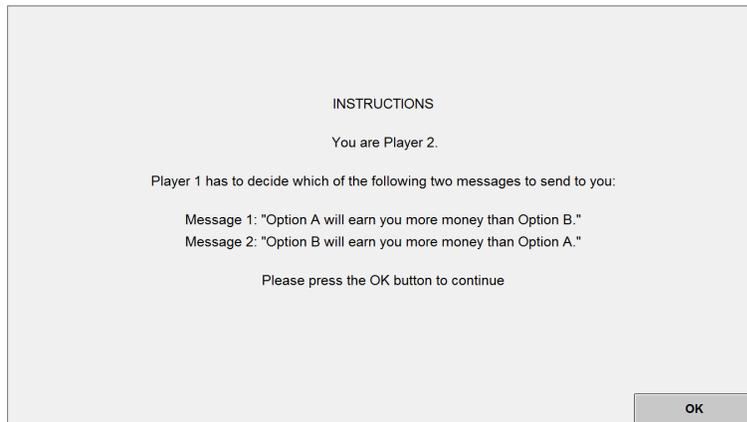 INSTRUCTIONS
You are Player 2.
Player 1 has to decide which of the following two messages to send to you:
Message 1: "Option A will earn you more money than Option B."
Message 2: "Option B will earn you more money than Option A."
Please press the OK button to continue
OK